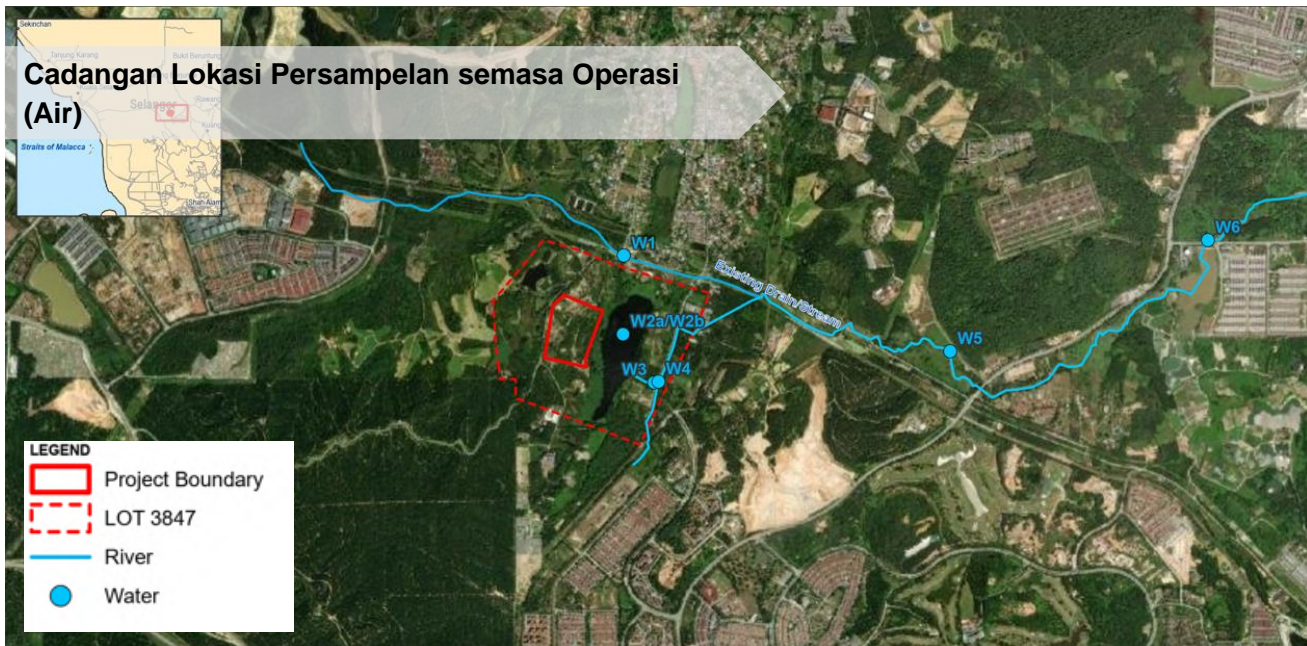 Sekinchan
Tanjung Karang
Bukit Beruntung
Cadangan Lokasi Persampelan semasa Operasi
(Air)
Selangor
Rawang
Kuang
Straits of Malacca
Shah Alam
W1
Existing Drain/Stream
W2a/W2b
W3
W4
W5
W6
LEGEND
Project Boundary
LOT 3847
River
Water